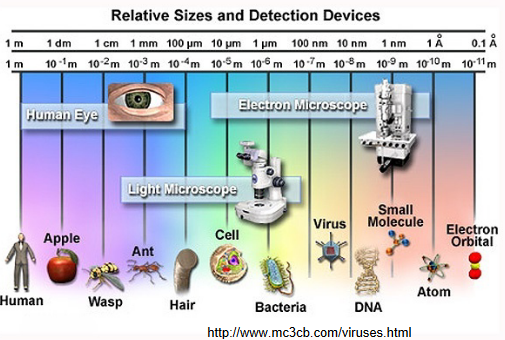 Relative Sizes and Detection Devices
1 m 1 dm 1 cm 1 mm 100 µm 10 µm 1 µm 100 nm 10 nm 1 nm 1 Å 0.1 Å
1 m 10⁻¹ m 10⁻² m 10⁻³ m 10⁻⁴ m 10⁻⁵ m 10⁻⁶ m 10⁻⁷ m 10⁻⁸ m 10⁻⁹ m 10⁻¹⁰ m 10⁻¹¹ m
Human Eye
Electron Microscope
Light Microscope
Human
Apple
Wasp
Ant
Hair
Cell
Bacteria
Virus
DNA
Small
Molecule
Atom
Electron
Orbital
http://www.mc3cb.com/viruses.html